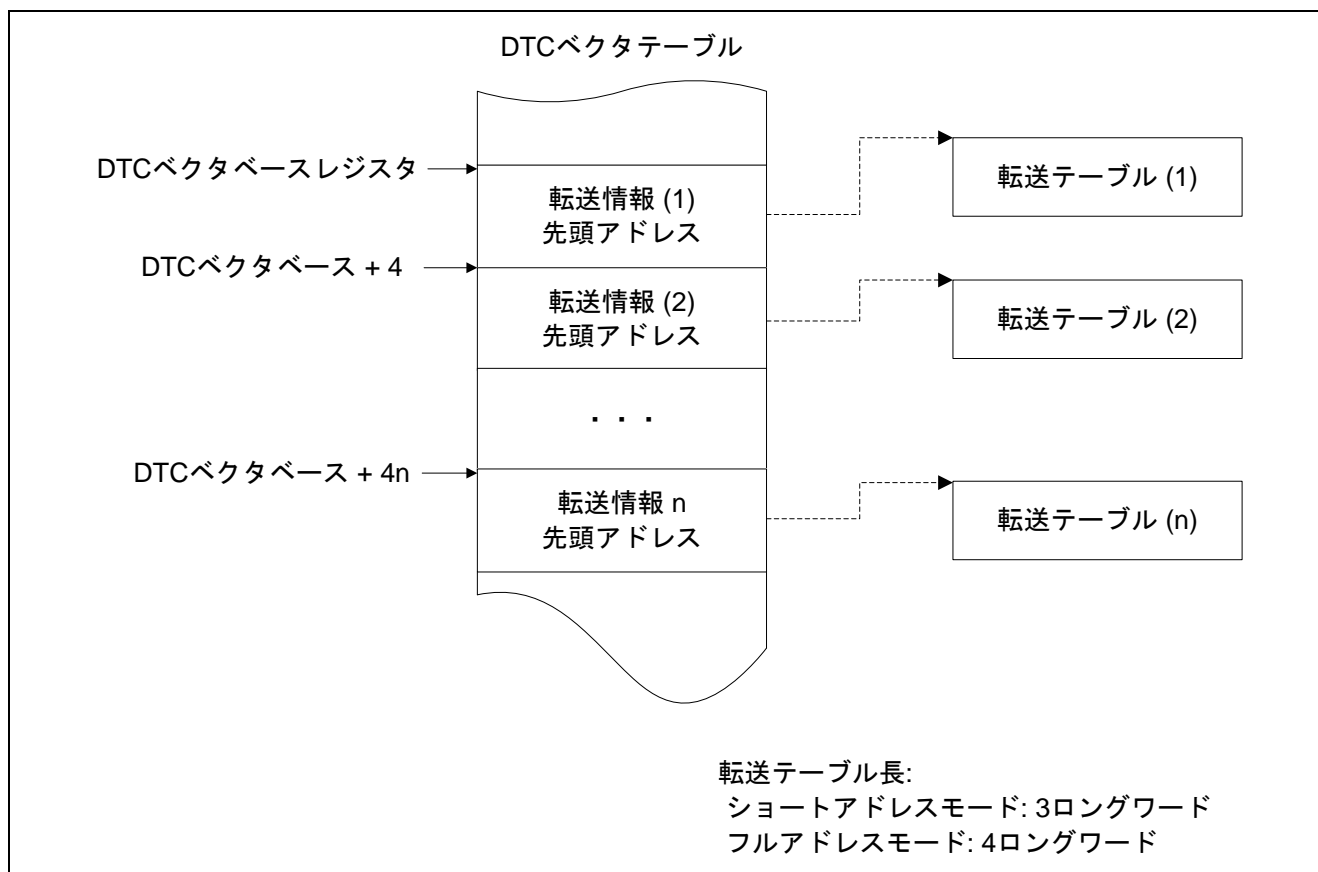 DTCベクタテーブル
DTCベクタベースレジスタ
転送情報 (1)
先頭アドレス
転送テーブル (1)
DTCベクタベース + 4
転送情報 (2)
先頭アドレス
転送テーブル (2)
・・・
DTCベクタベース + 4n
転送情報 n
先頭アドレス
転送テーブル (n)
転送テーブル長:
ショートアドレスモード: 3ロングワード
フルアドレスモード: 4ロングワード